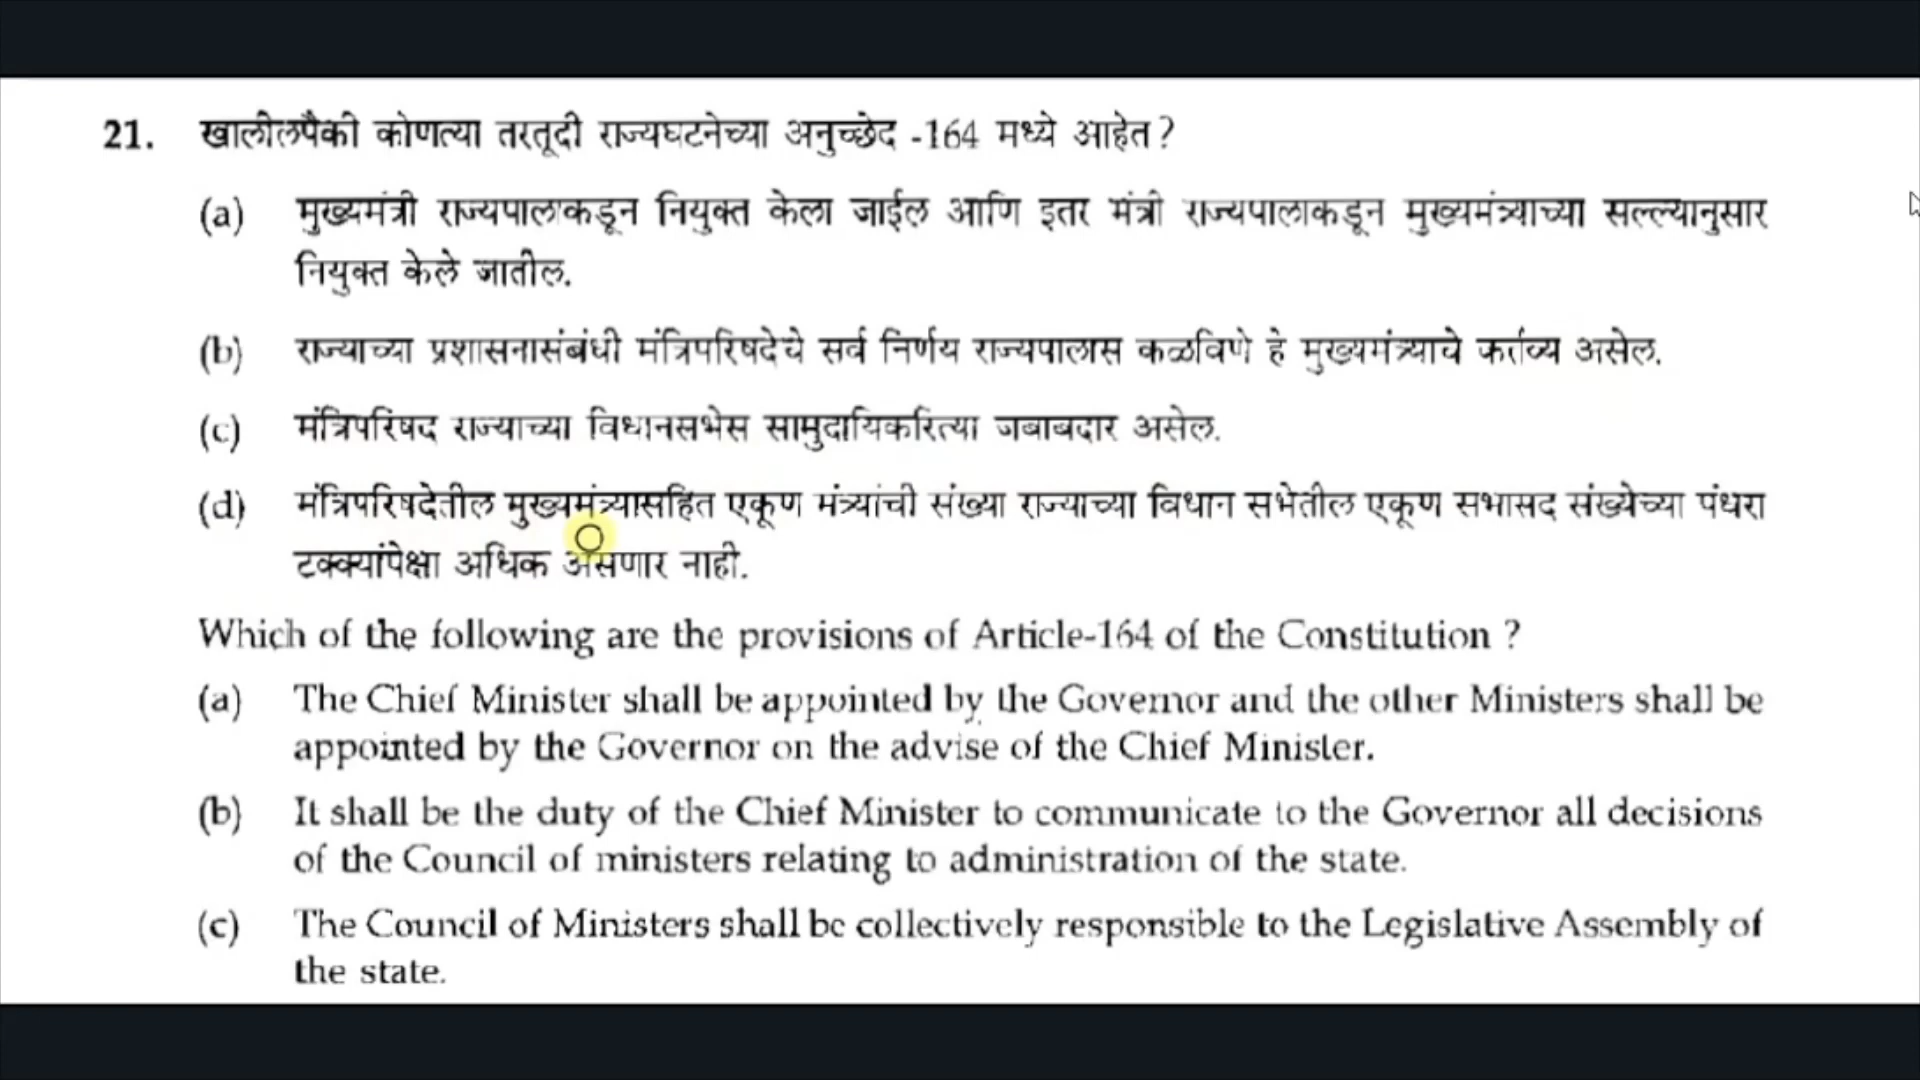 21. खालीलपैकी कोणत्या तरतूदी राज्यघटनेच्या अनुच्छेद -164 मध्ये आहेत ?
(a) मुख्यमंत्री राज्यपालाकडून नियुक्त केला जाईल आणि इतर मंत्री राज्यपालाकडून मुख्यमंत्र्याच्या सल्ल्यानुसार
नियुक्त केले जातील.
(b) राज्याच्या प्रशासनासंबंधी मंत्रिपरिषदेचे सर्व निर्णय राज्यपालास कळविणे हे मुख्यमंत्र्याचे कर्तव्य असेल.
(c) मंत्रिपरिषद राज्याच्या विधानसभेस सामुदायिकरित्या जबाबदार असेल.
(d) मंत्रिपरिषदेतील मुख्यमंत्र्यासहित एकूण मंत्र्यांची संख्या राज्याच्या विधान सभेतील एकूण सभासद संख्येच्या पंधरा
टक्क्यांपेक्षा अधिक असणार नाही.
Which of the following are the provisions of Article-164 of the Constitution ?
(a) The Chief Minister shall be appointed by the Governor and the other Ministers shall be
appointed by the Governor on the advise of the Chief Minister.
(b) It shall be the duty of the Chief Minister to communicate to the Governor all decisions
of the Council of ministers relating to administration of the state.
(c) The Council of Ministers shall be collectively responsible to the Legislative Assembly of
the state.